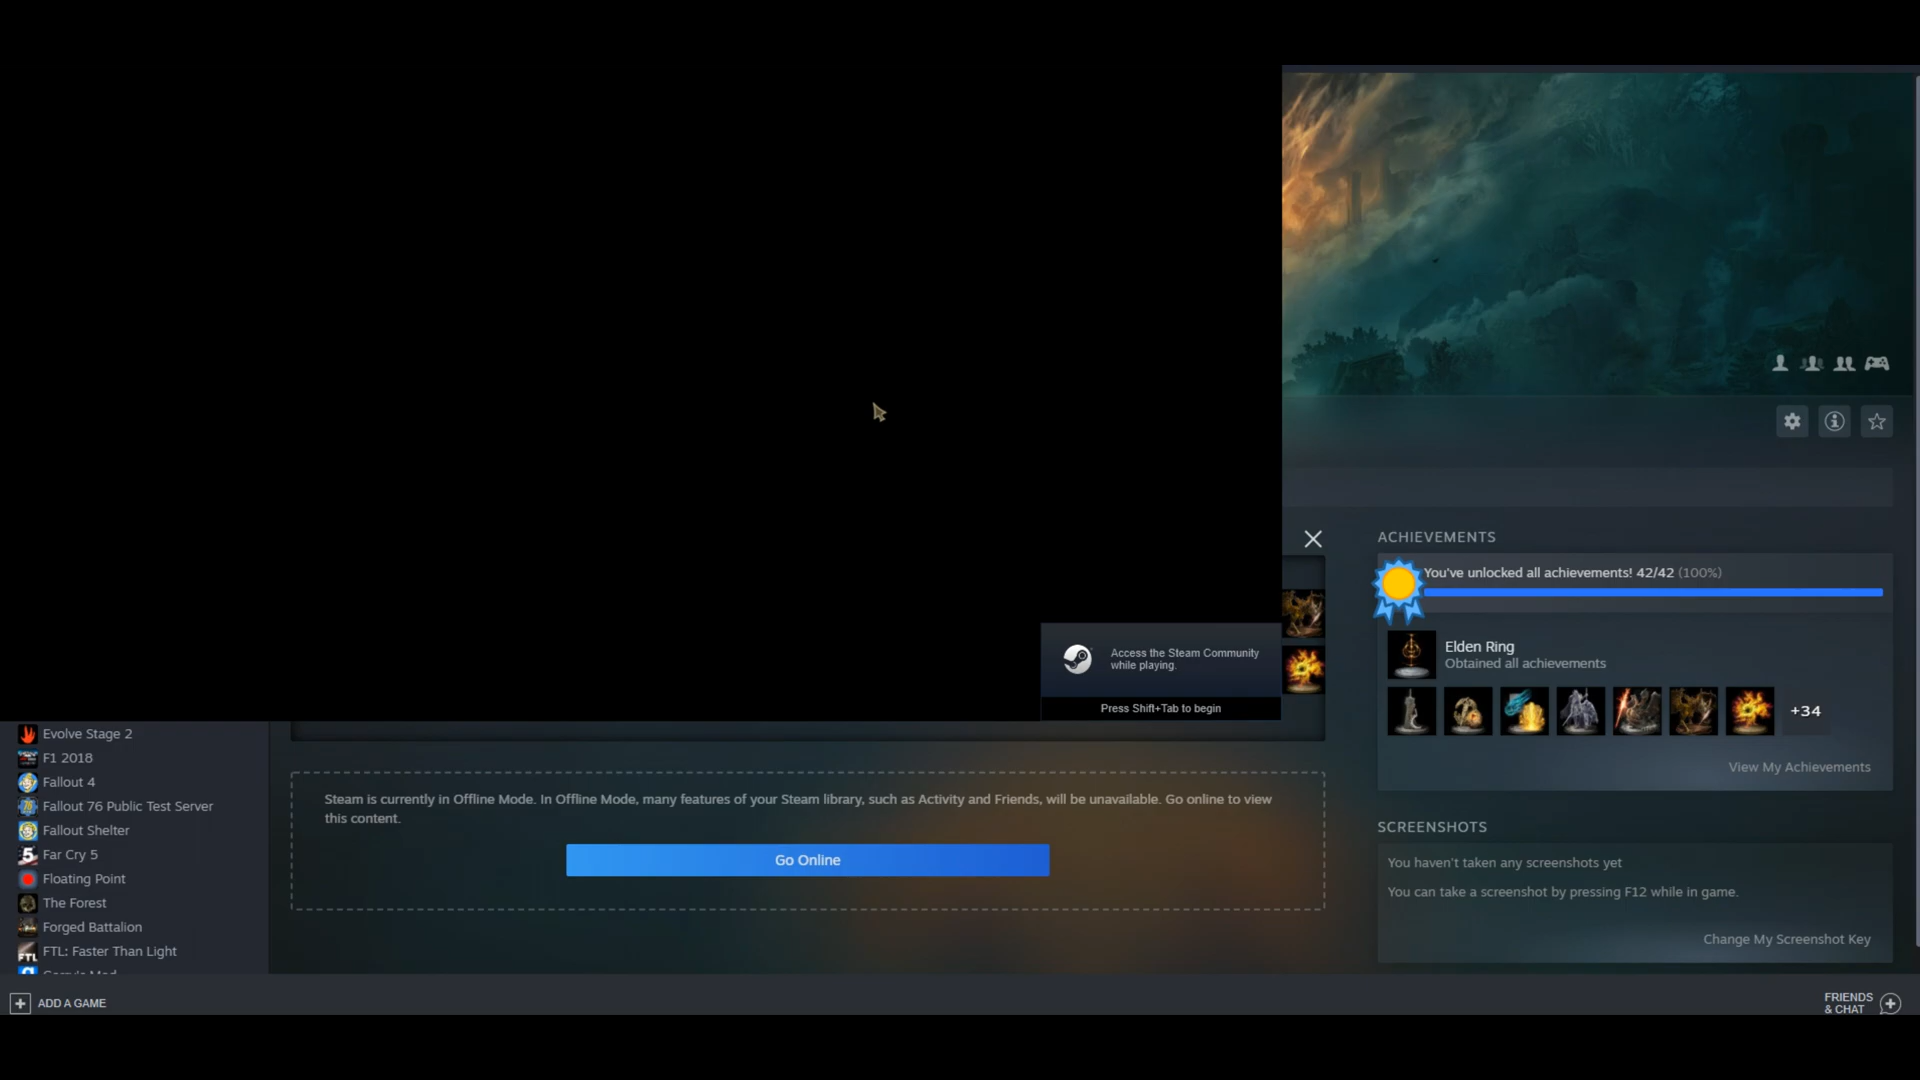 ACHIEVEMENTS
You've unlocked all achievements! 42/42 (100%)
Elden Ring
Obtained all achievements
+34
View My Achievements
Access the Steam Community
while playing.
Press Shift+Tab to begin
Evolve Stage 2
F1 2018
Fallout 4
Fallout 76 Public Test Server
Fallout Shelter
Far Cry 5
Floating Point
The Forest
Forged Battalion
FTL: Faster Than Light
Steam is currently in Offline Mode. In Offline Mode, many features of your Steam library, such as Activity and Friends, will be unavailable. Go online to view
this content.
Go Online
SCREENSHOTS
You haven't taken any screenshots yet
You can take a screenshot by pressing F12 while in game.
Change My Screenshot Key
ADD A GAME
FRIENDS
& CHAT